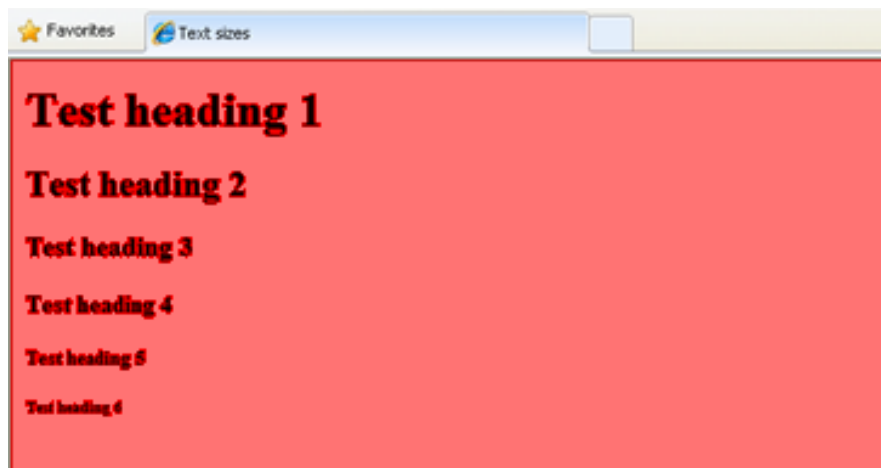 Favorites
Text sizes
Test heading 1
Test heading 2
Test heading 3
Test heading 4
Test heading 5
Test heading 6